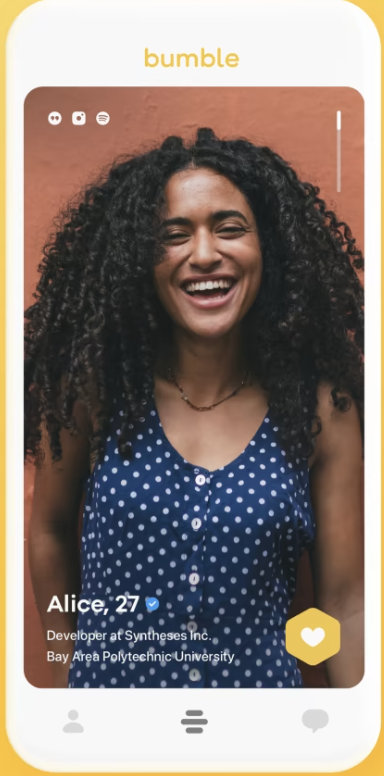 bumble
Alice, 27
Developer at Syntheses Inc.
Bay Area Polytechnic University